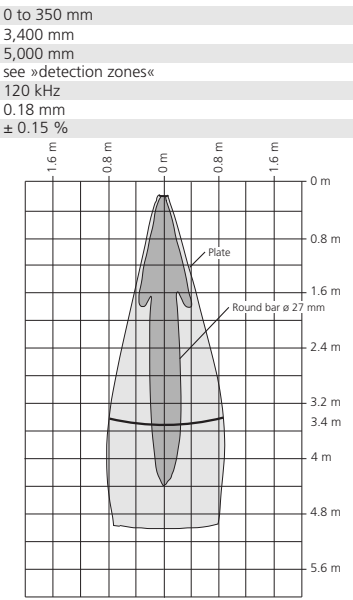 0 to 350 mm
3,400 mm
5,000 mm
see »detection zones«
120 kHz
0.18 mm
± 0.15 %
1.6 m
0.8 m
0 m
0.8 m
1.6 m
0 m
0.8 m
Plate
1.6 m
Round bar ø 27 mm
2.4 m
3.2 m
3.4 m
4 m
4.8 m
5.6 m